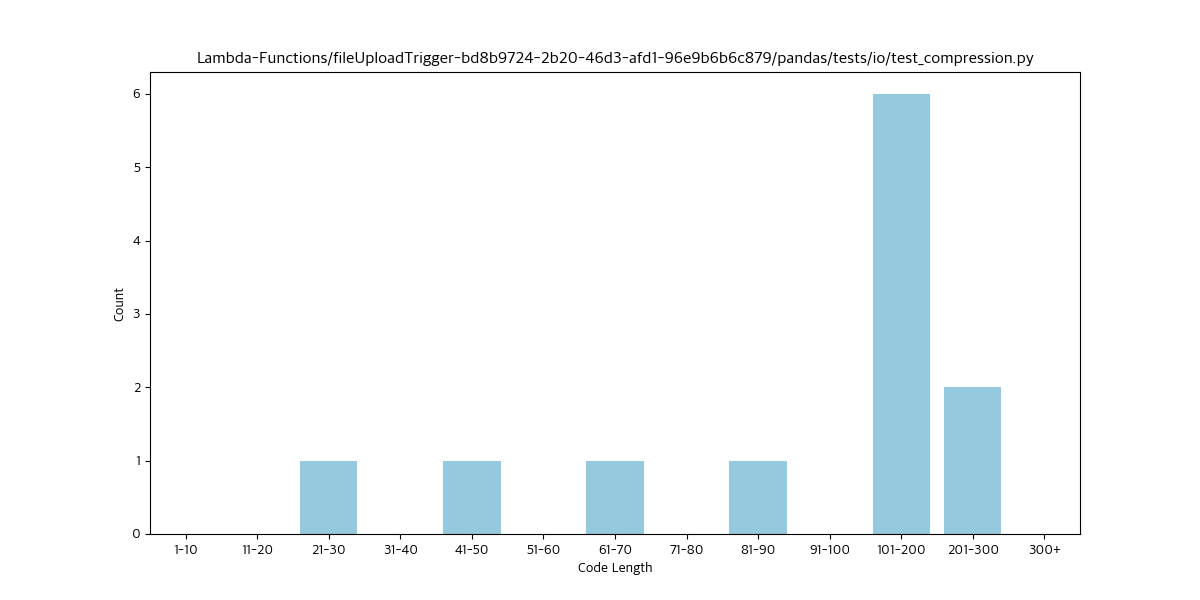 Lambda-Functions/fileUploadTrigger-bd8b9724-2b20-46d3-afd1-96e9b6b6c879/pandas/tests/io/test_compression.py
6
5
4
3
2
1
0
Count
1-10 11-20 21-30 31-40 41-50 51-60 61-70 71-80 81-90 91-100 101-200 201-300 300+
Code Length